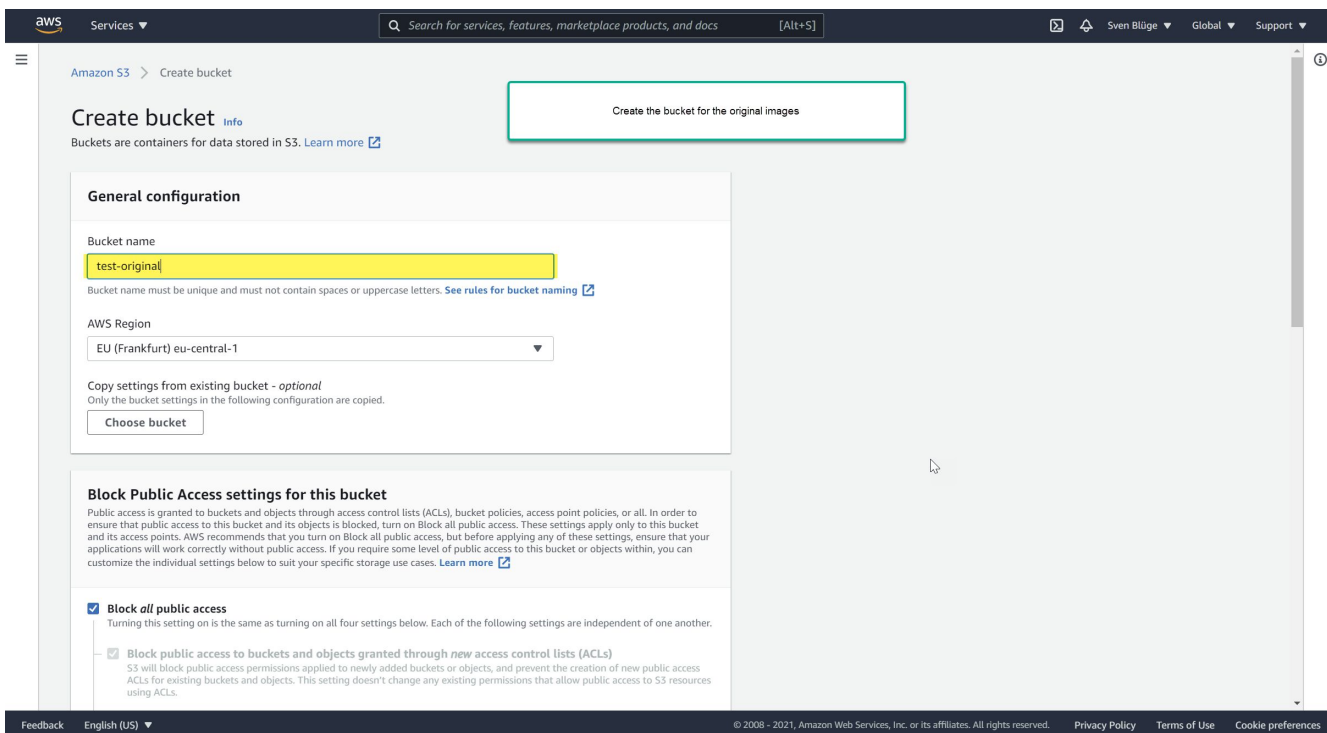 aws Services ▼ Search for services, features, marketplace products, and docs [Alt+S] Sven Blüge ▼ Global ▼ Support ▼
Amazon S3 > Create bucket
Create the bucket for the original images
Create bucket Info
Buckets are containers for data stored in S3. Learn more
General configuration
Bucket name
test-original
Bucket name must be unique and must not contain spaces or uppercase letters. See rules for bucket naming
AWS Region
EU (Frankfurt) eu-central-1
Copy settings from existing bucket - optional
Only the bucket settings in the following configuration are copied.
Choose bucket
Block Public Access settings for this bucket
Public access is granted to buckets and objects through access control lists (ACLs), bucket policies, access point policies, or all. In order to
ensure that public access to this bucket and its objects is blocked, turn on Block all public access. These settings apply only to this bucket
and its access points. AWS recommends that you turn on Block all public access, but before applying any of these settings, ensure that your
applications will work correctly without public access. If you require some level of public access to this bucket or objects within, you can
customize the individual settings below to suit your specific storage use cases. Learn more
Block all public access
Turning this setting on is the same as turning on all four settings below. Each of the following settings are independent of one another.
Block public access to buckets and objects granted through new access control lists (ACLs)
S3 will block public access permissions applied to newly added buckets or objects, and prevent the creation of new public access
ACLs for existing buckets and objects. This setting doesn't change any existing permissions that allow public access to S3 resources
using ACLs.
Feedback English (US) ▼ © 2008 - 2021, Amazon Web Services, Inc. or its affiliates. All rights reserved. Privacy Policy Terms of Use Cookie preferences